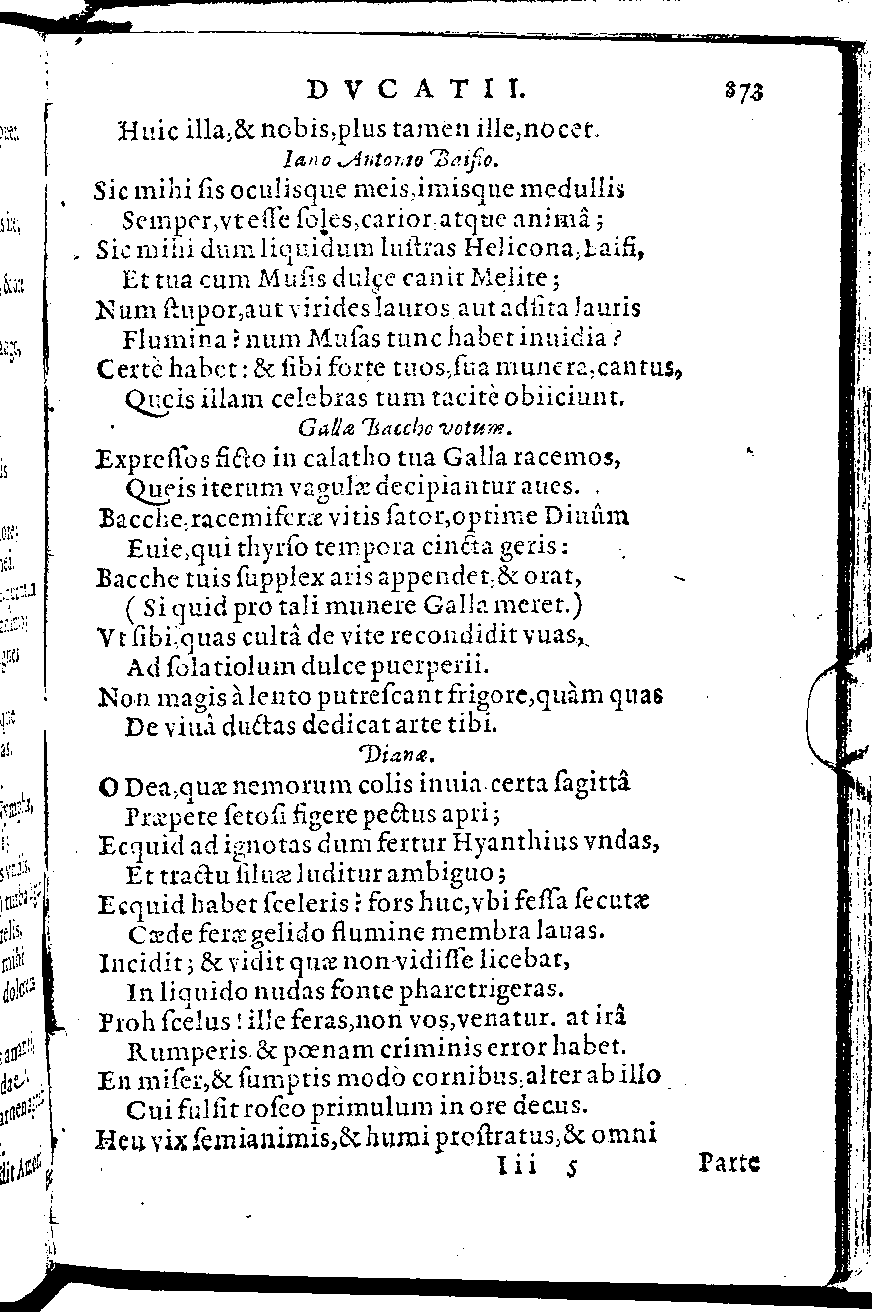 DVCATII. 873
Huic illa,& nobis,plus tamen ille,nocet.
Iano Antonio Baifio.
Sic mihi ſis oculisque meis,imisque medullis
Semper,vt eſſe ſoles,carior atque animâ;
Sic mihi dum liquidum luſtras Helicona,Baifi,
Et tua cum Muſis dulce canit Melite;
Num ſtupor,aut virides lauros aut adſita lauris
Flumina? num Muſas tunc habet inuidia?
Certè habet: & ſibi forte tuos,ſua munera,cantus,
Queis illam celebras tum tacitè obiiciunt.
Gallæ Baccho votum.
Expreſſos ficto in calatho tua Galla racemos,
Queis iterum vagulæ decipiantur aues.
Bacche,racemiferæ vitis ſator,optime Diuûm
Euie,qui thyrſo tempora cincta geris:
Bacche tuis ſupplex aris appendet,& orat,
(Si quid pro tali munere Galla meret.)
Vt ſibi,quas cultâ de vite recondidit vuas,
Ad ſolatiolum dulce puerperii.
Non magis à lento putreſcant frigore,quàm quas
De viuâ ductas dedicat arte tibi.
Dianæ.
O Dea,quæ nemorum colis inuia certa ſagittâ
Præpete ſetoſi figere pectus apri;
Ecquid ad ignotas dum fertur Hyanthius vndas,
Et tractu ſiluæ luditur ambiguo;
Ecquid habet ſceleris? fors huc,vbi feſſa ſecutæ
Cæde feræ gelido flumine membra lauas.
Incidit; & vidit quæ non vidiſſe licebat,
In liquido nudas fonte pharetrigeras.
Proh ſcelus! ille feras,non vos,venatur. at irâ
Rumperis & pœnam criminis error habet.
En miſer,& ſumptis modò cornibus,alter ab illo
Cui fulſit roſeo primulum in ore decus.
Heu vix ſemianimis,& humi proſtratus,& omni
Iii 5 Parte